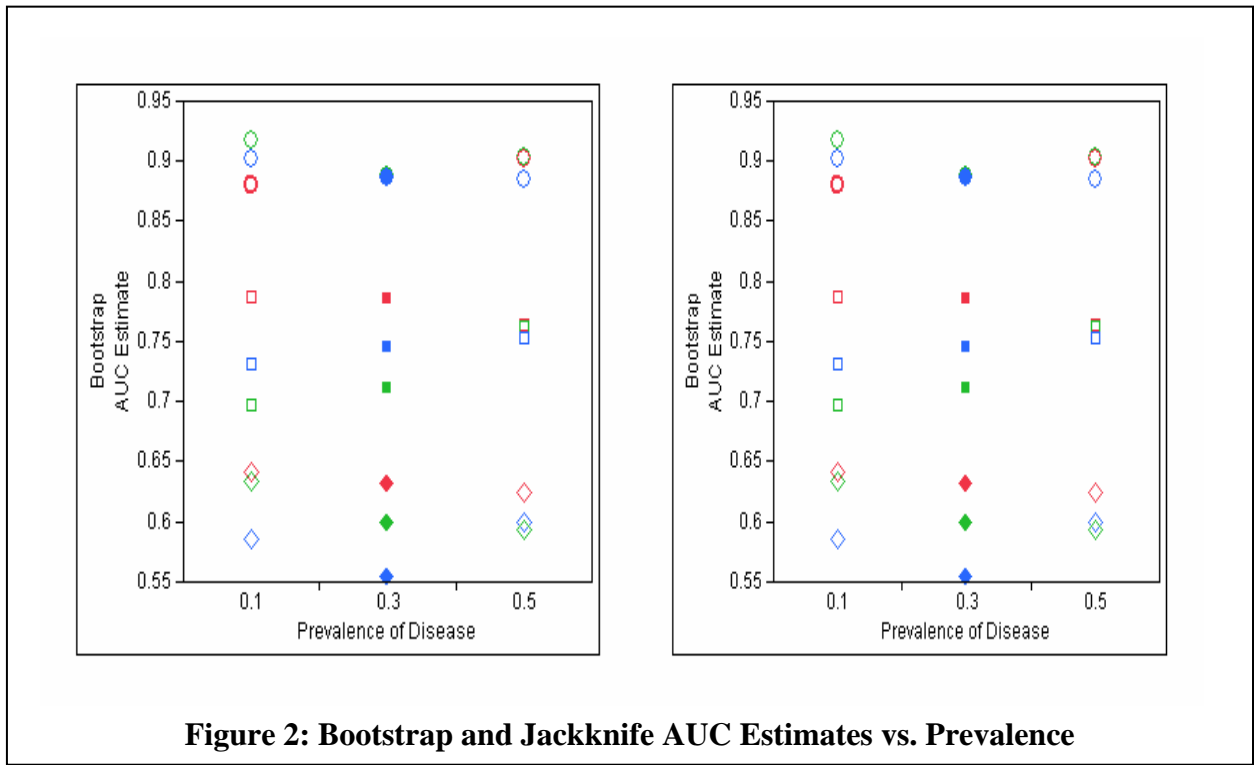 0.95
0.9
0.85
0.8
0.75
0.7
0.65
0.6
0.55
Bootstrap
AUC Estimate
0.1 0.3 0.5
Prevalence of Disease
0.95
0.9
0.85
0.8
0.75
0.7
0.65
0.6
0.55
Bootstrap
AUC Estimate
0.1 0.3 0.5
Prevalence of Disease
Figure 2: Bootstrap and Jackknife AUC Estimates vs. Prevalence